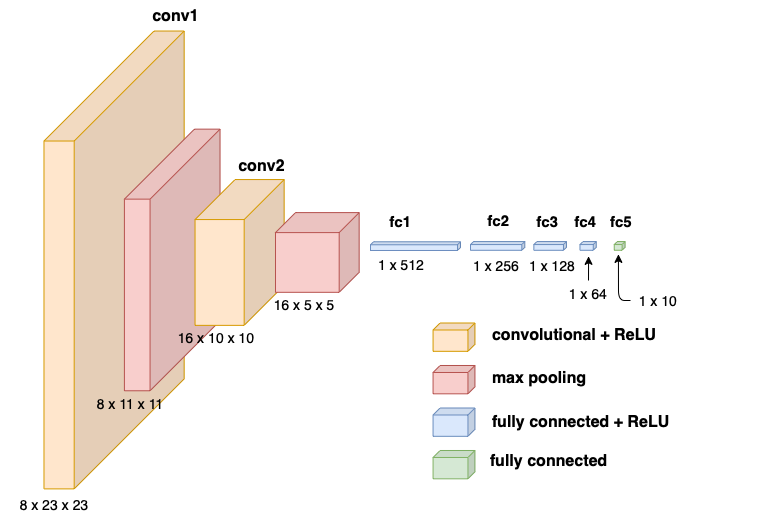 conv1
conv2
fc1
fc2
fc3
fc4
fc5
1 x 512
1 x 256
1 x 128
1 x 64
1 x 10
16 x 5 x 5
16 x 10 x 10
8 x 11 x 11
8 x 23 x 23
convolutional + ReLU
max pooling
fully connected + ReLU
fully connected